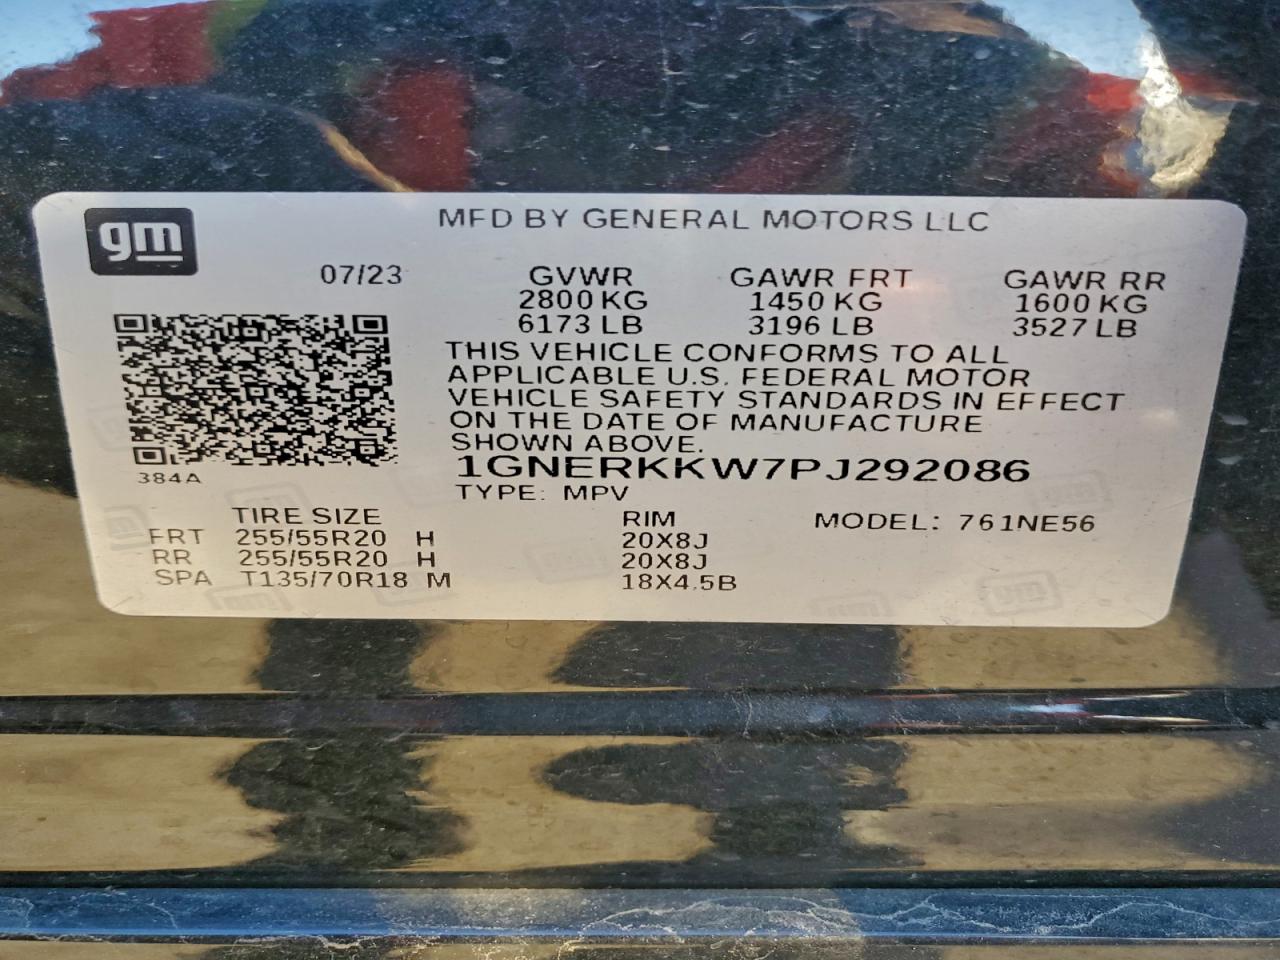 gm
MFD BY GENERAL MOTORS LLC
07/23 GVWR GAWR FRT GAWR RR
2800 KG 1450 KG 1600 KG
6173 LB 3196 LB 3527 LB
THIS VEHICLE CONFORMS TO ALL
APPLICABLE U.S. FEDERAL MOTOR
VEHICLE SAFETY STANDARDS IN EFFECT
ON THE DATE OF MANUFACTURE
SHOWN ABOVE.
384A
1GNERKKW7PJ292086
TYPE: MPV
TIRE SIZE RIM MODEL: 761NE56
FRT 255/55R20 H 20X8J
RR 255/55R20 H 20X8J
SPA T135/70R18 M 18X4.5B